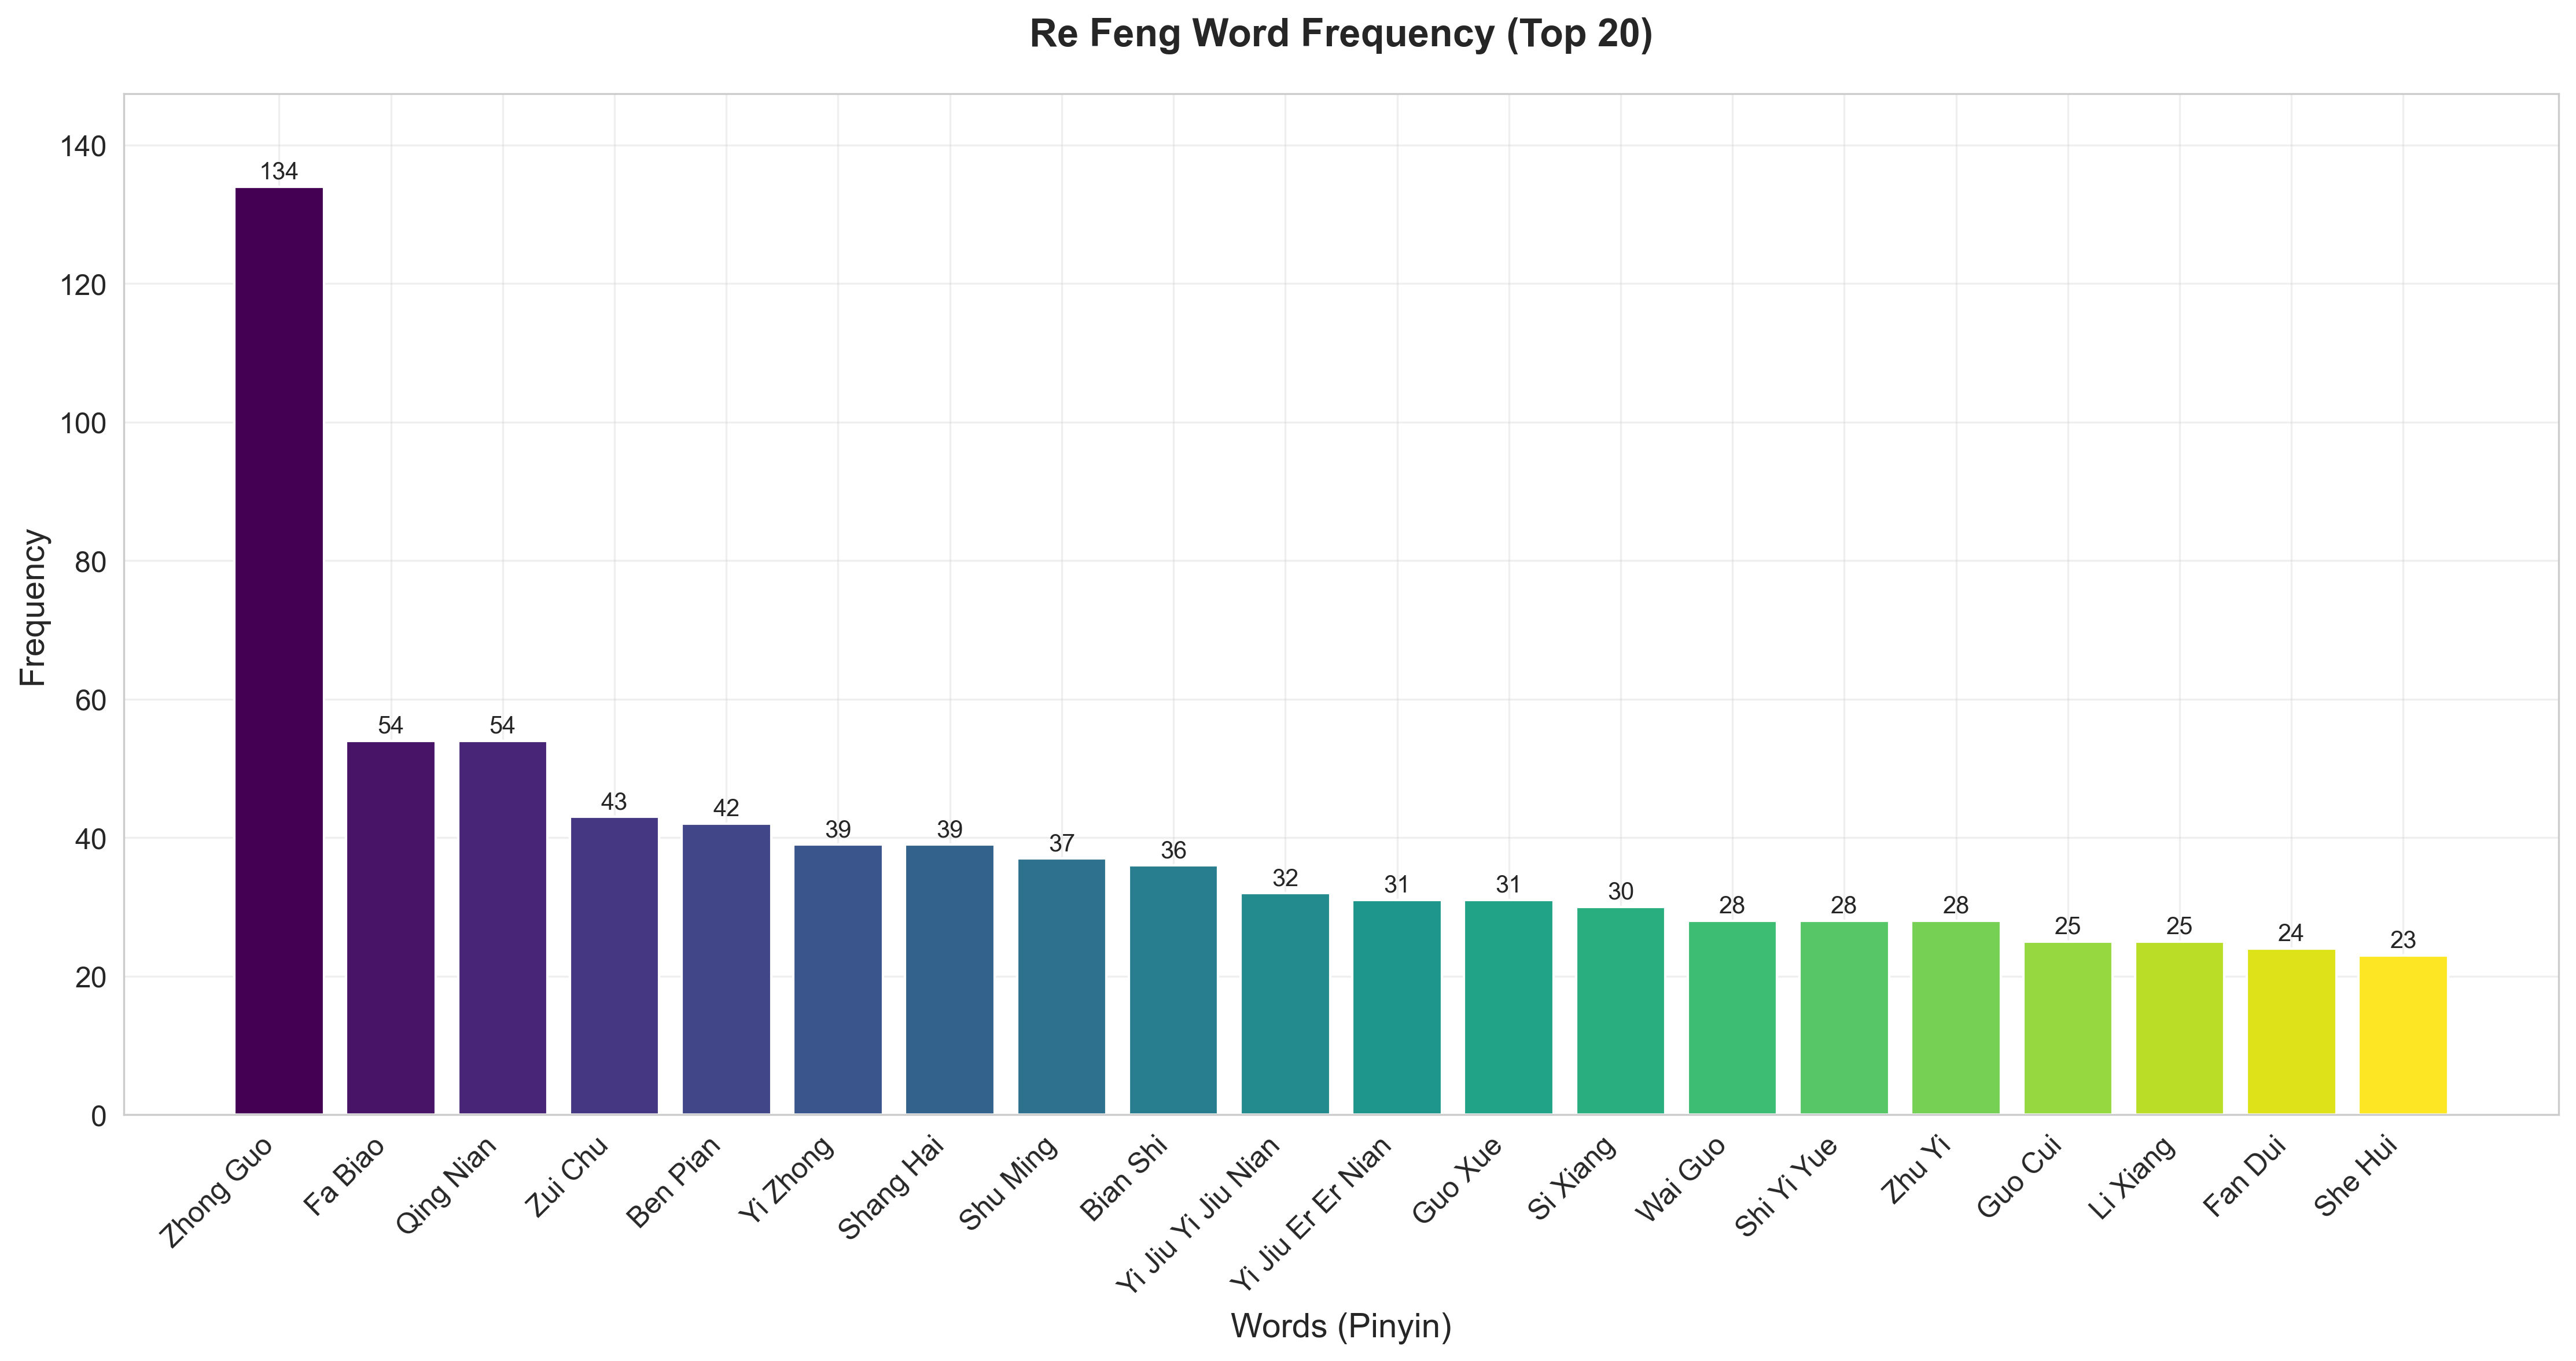 Re Feng Word Frequency (Top 20)
140
120
100
80
60
40
20
0
Frequency
134
54
54
43
42
39
39
37
36
32
31
31
30
28
28
28
25
25
24
23
Zhong Guo
Fa Biao
Qing Nian
Zui Chu
Ben Pian
Yi Zhong
Shang Hai
Shu Ming
Bian Shi
Yi Jiu Yi Jiu Nian
Yi Jiu Er Er Nian
Guo Xue
Si Xiang
Wai Guo
Shi Yi Yue
Zhu Yi
Guo Cui
Li Xiang
Fan Dui
She Hui
Words (Pinyin)